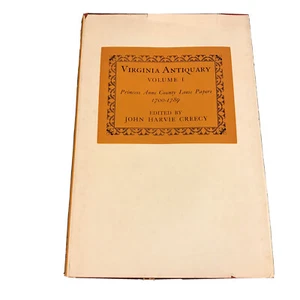 VIRGINIA ANTIQUARY
VOLUME I
Princess Anne County Loose Papers
1700-1789
EDITED BY
JOHN HARVIE CREECY